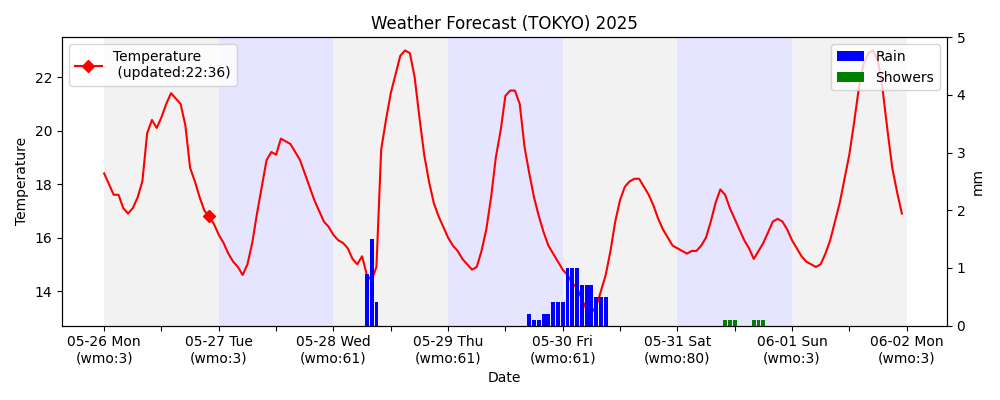 Weather Forecast (TOKYO) 2025
Temperature
(updated:22:36)
Rain
Showers
Temperature
22
20
18
16
14
5
4
3
2
1
0
mm
05-26 Mon
(wmo:3)
05-27 Tue
(wmo:3)
05-28 Wed
(wmo:61)
05-29 Thu
(wmo:61)
05-30 Fri
(wmo:61)
05-31 Sat
(wmo:80)
06-01 Sun
(wmo:3)
06-02 Mon
(wmo:3)
Date